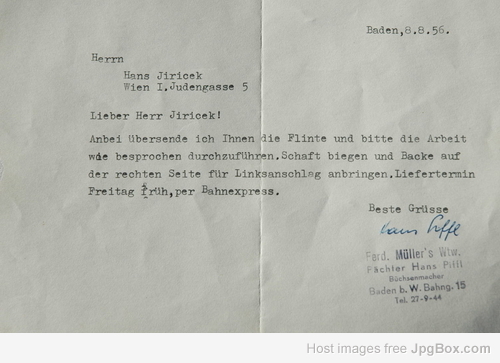 Baden,8.8.56.
Herrn
Hans Jiricek
Wien I.Judengasse 5
Lieber Herr Jiricek!
Anbei übersende ich Ihnen die Flinte und bitte die Arbeit
wie besprochen durchzuführen.Schaft biegen und Backe auf
der rechten Seite für Linksanschlag anbringen.Liefertermin
Freitag früh,per Bahnexpress.
Beste Grüsse
Ferd. Müller's Wtw.
Pächter Hans Piffl
Büchsenmacher
Baden b. W. Bahng. 15
Tel. 27-9-44
Host images free JpgBox.com